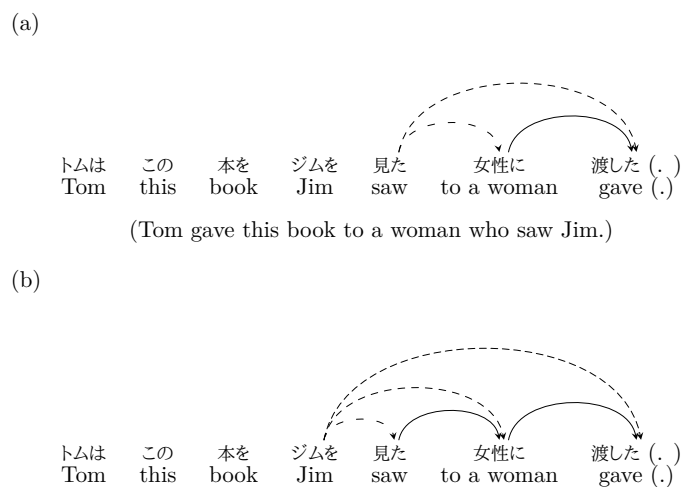 (a)
トムは この 本を ジムを 見た 女性に 渡した (. )
Tom this book Jim saw to a woman gave (.)
(Tom gave this book to a woman who saw Jim.)
(b)
トムは この 本を ジムを 見た 女性に 渡した (. )
Tom this book Jim saw to a woman gave (.)